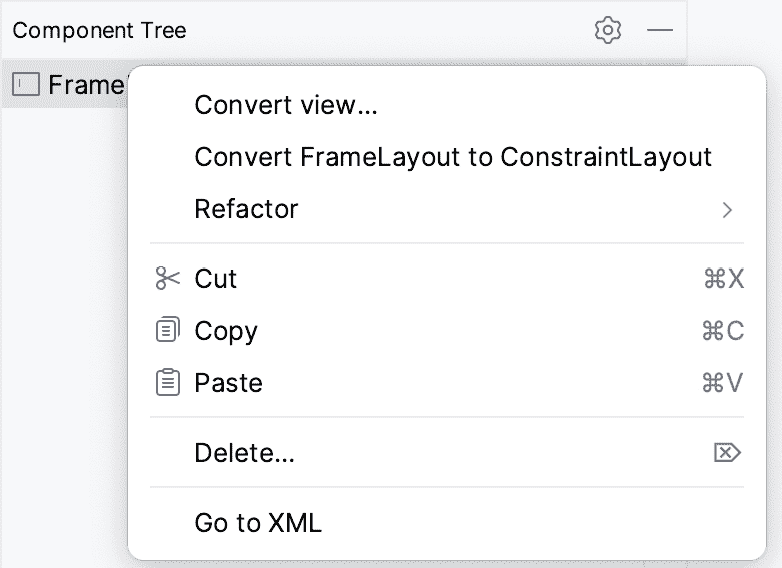 Component Tree
Frame
Convert view...
Convert FrameLayout to ConstraintLayout
Refactor
Cut ⌘X
Copy ⌘C
Paste ⌘V
Delete...
Go to XML